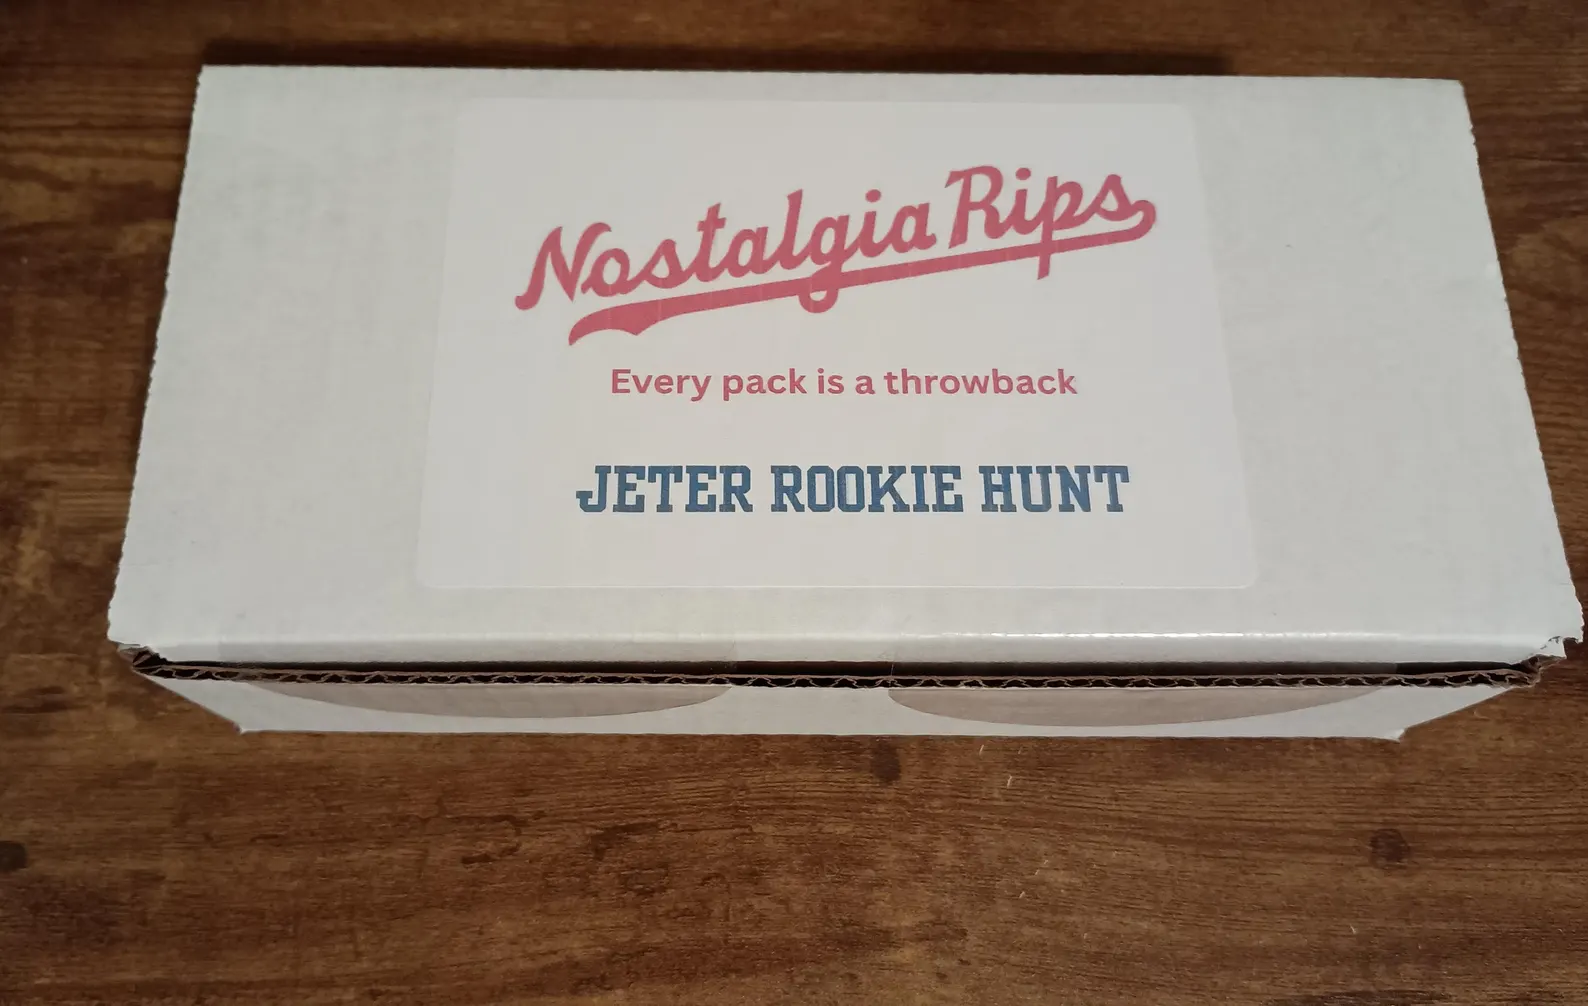 Nostalgia Rips
Every pack is a throwback
JETER ROOKIE HUNT